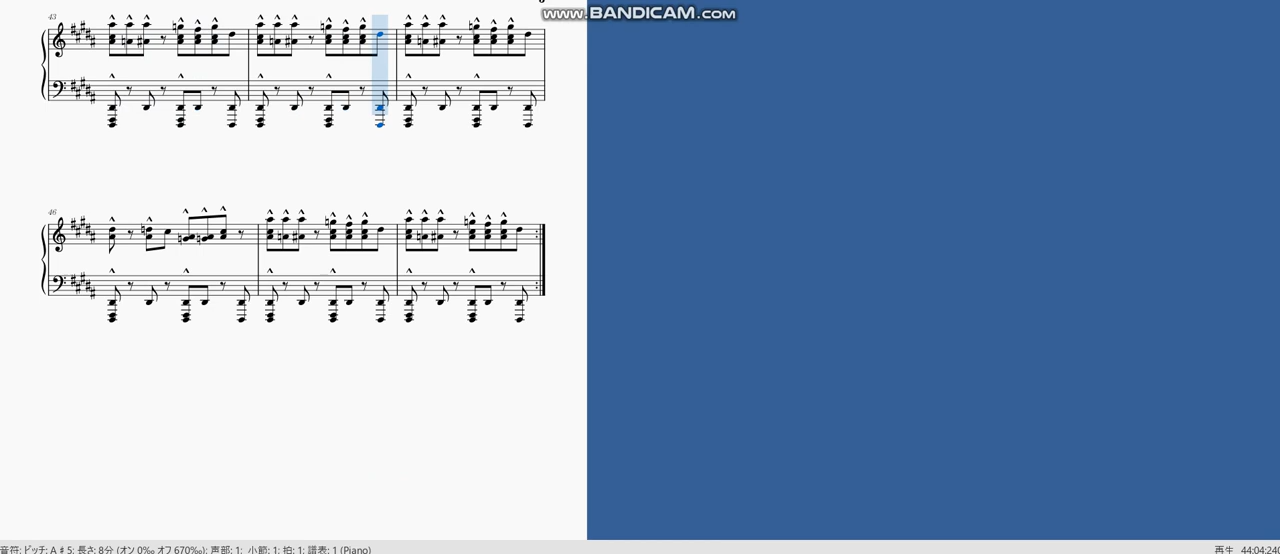 www.BANDICAM.com
43
46
音符; ピッチ: A♯5; 長さ: 8分 (オン 0‰ オフ 670‰); 声部: 1; 小節: 1; 拍: 1; 譜表: 1 (Piano)
再生 44:04:240